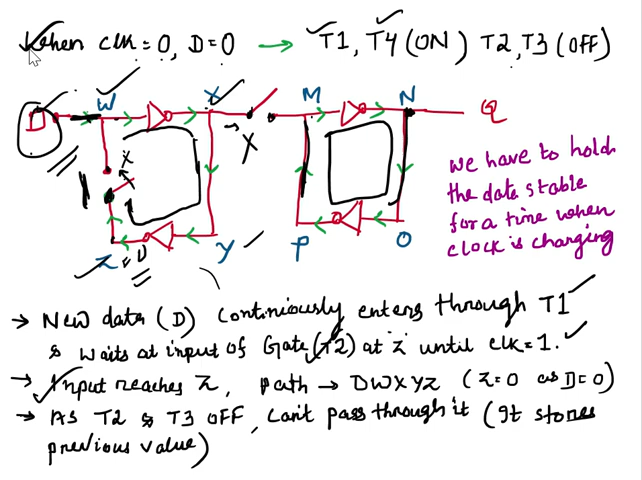 When clk = 0, D=0 → T1, T4 (ON) T2,T3 (OFF)
D W X X M N Q
X
Z = 0 Y P O
we have to hold
the data stable
for a time when
clock is changing
→ New data (D) continiously enters through T1
& waits at input of Gate (T2) at z until clk=1.
→ Input reaches Z, path → DWXYZ (Z=0 as D=0)
→ As T2 & T3 OFF, can't pass through it (It stores
previous value)